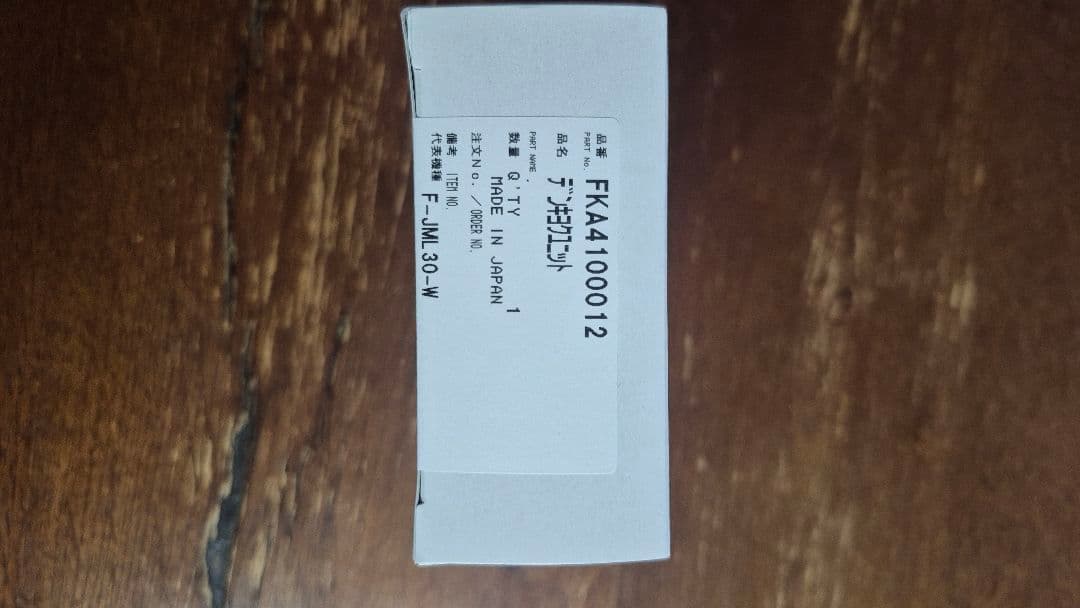 品番 FKA4100012
PART No.
品名 デンキヨクユニット
PART NAME.
数量 Q'TY 1
MADE IN JAPAN
注文No.／ORDER NO.
備考 ITEM NO.
代表機種 F-JML30-W